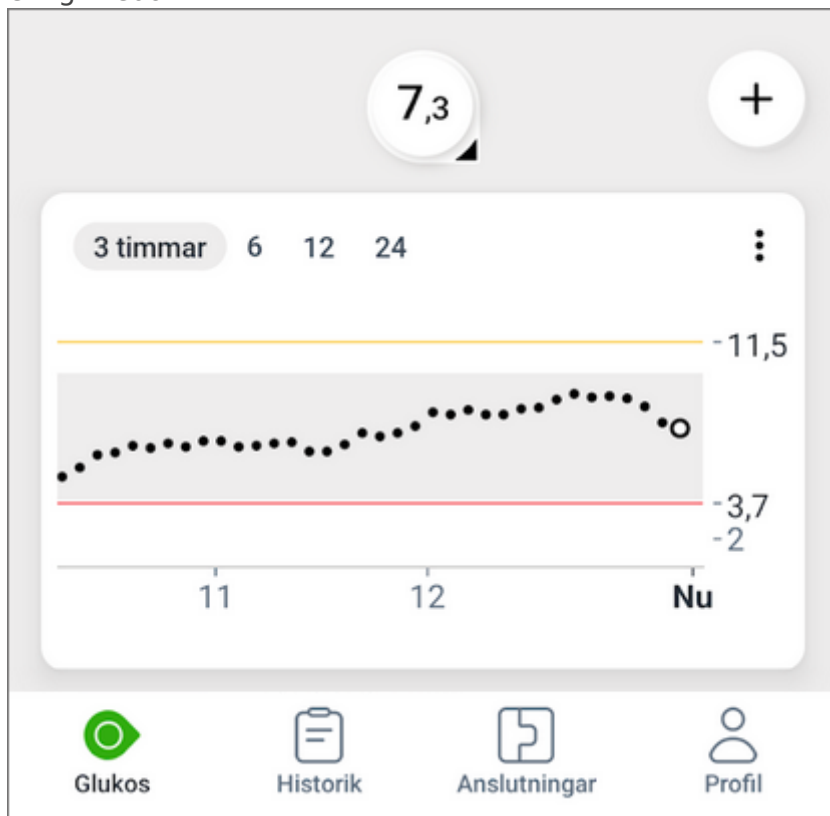 7,3
+
3 timmar 6 12 24
11,5
3,7
2
11 12 Nu
Glukos Historik Anslutningar Profil